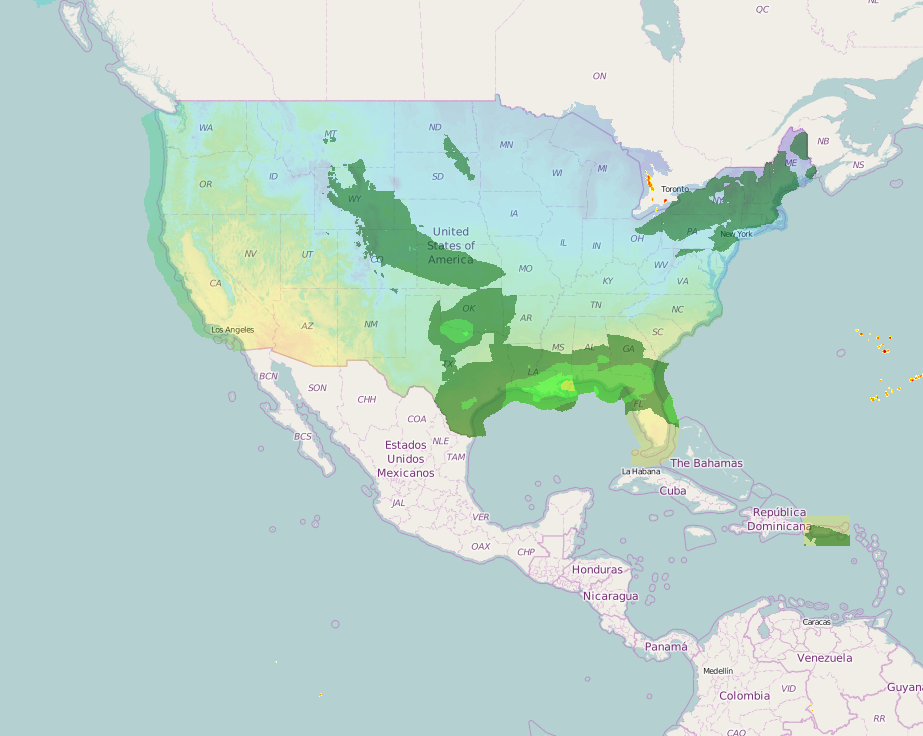 QC
NL
ON
WA
MT
ND
MN
NB
NS
ME
OR
ID
SD
WI
MI
Toronto
WY
IA
NY
PA
New York
United
States of
America
NV
UT
CO
IL
IN
OH
WV
VA
CA
MO
KY
Los Angeles
AZ
NM
OK
AR
TN
NC
SC
MS
AL
GA
LA
TX
FL
BCN
SON
CHH
COA
BCS
NLE
TAM
Estados
Unidos
Mexicanos
JAL
VER
OAX
CHP
La Habana
The Bahamas
Cuba
República
Dominicana
Honduras
Nicaragua
Panama
Caracas
Medellín
Venezuela
Colombia
VID
Guyana
RR
CAQ